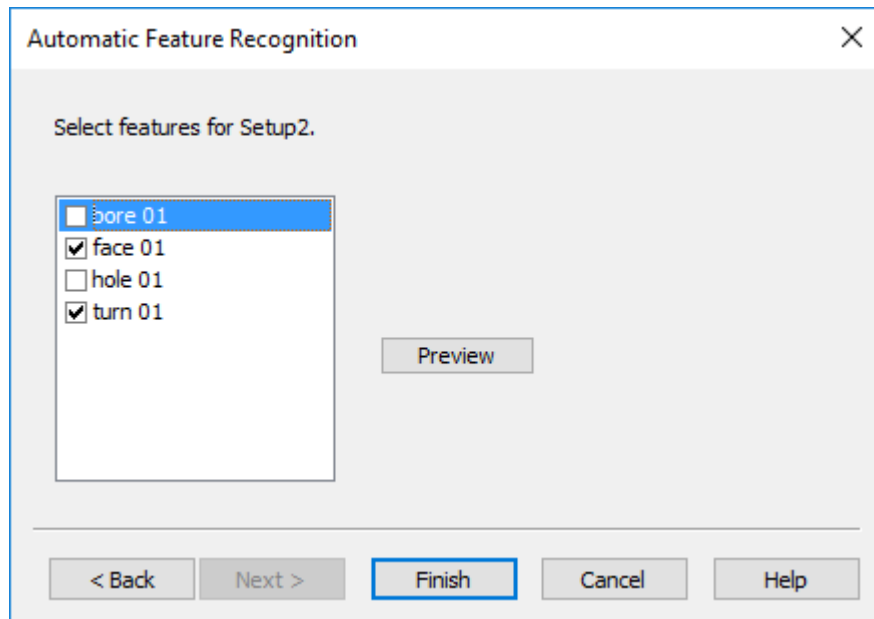 Automatic Feature Recognition
Select features for Setup2.
bore 01
face 01
hole 01
turn 01
Preview
< Back
Next >
Finish
Cancel
Help